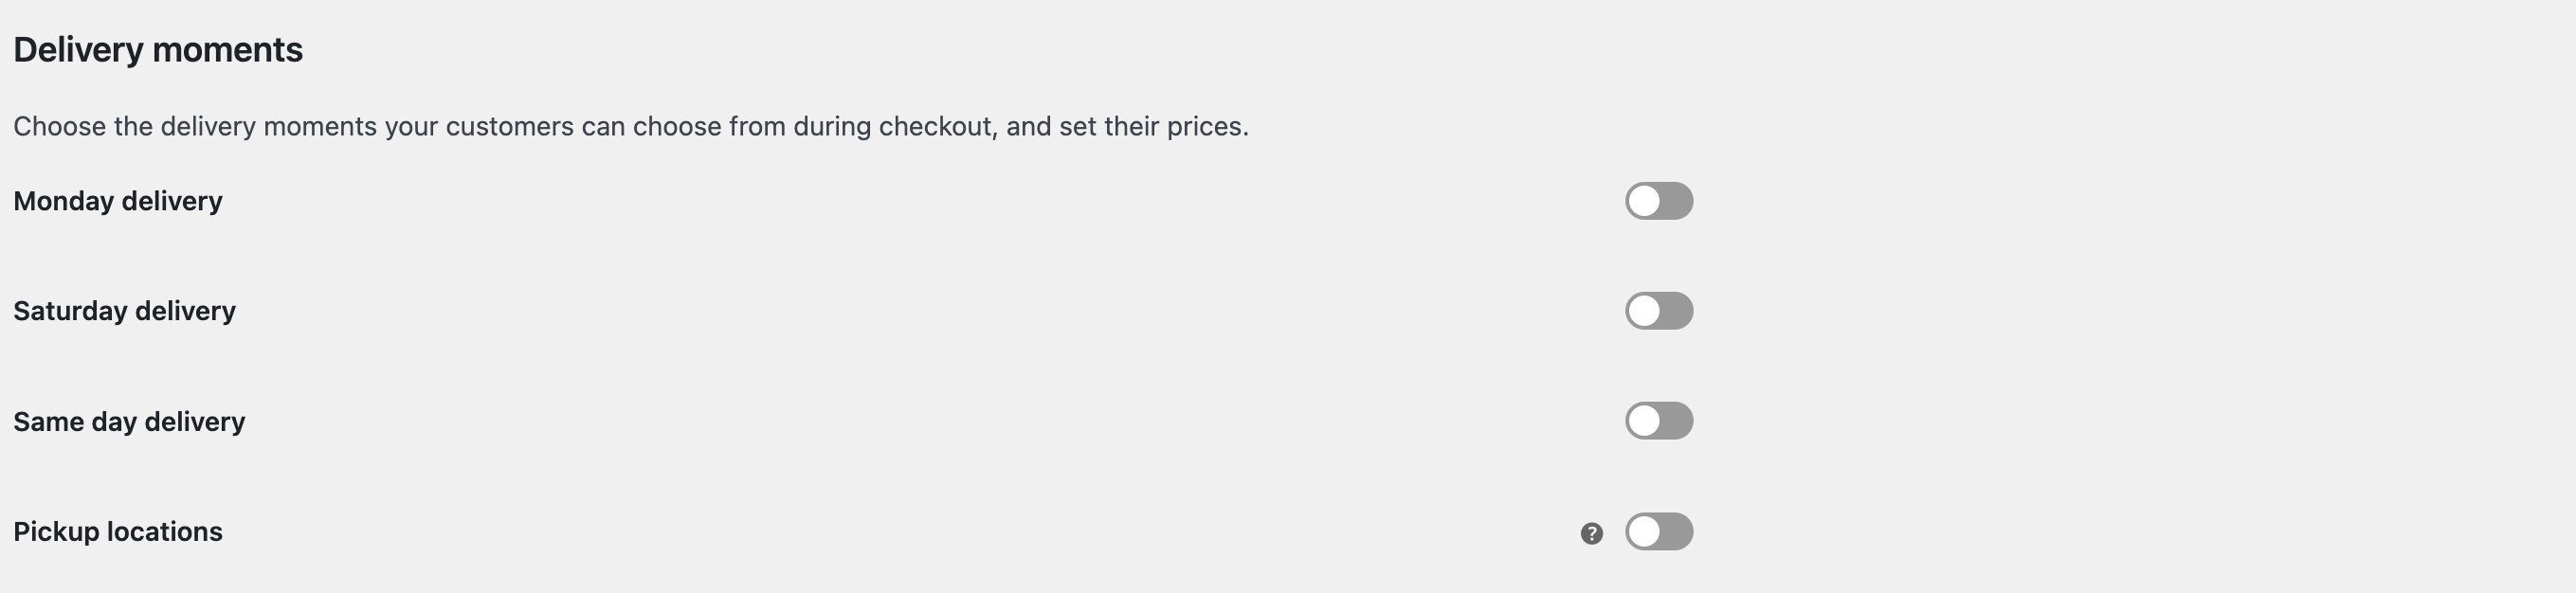 Delivery moments
Choose the delivery moments your customers can choose from during checkout, and set their prices.
Monday delivery
Saturday delivery
Same day delivery
Pickup locations
?